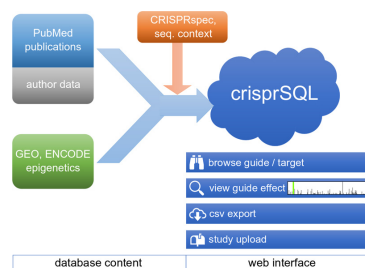 PubMed
publications
author data
GEO, ENCODE
epigenetics
CRISPRspec,
seq. context
crisprSQL
browse guide / target
view guide effect
csv export
study upload
database content
web interface